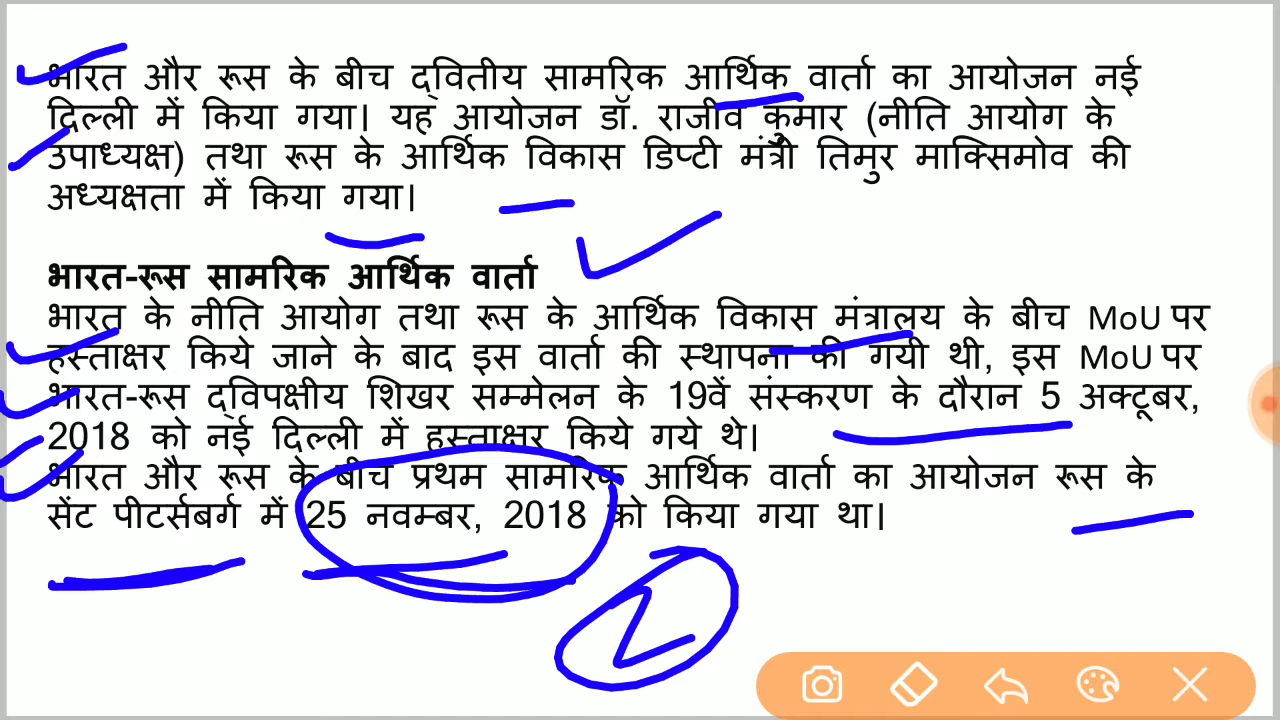 भारत और रूस के बीच द्वितीय सामरिक आर्थिक वार्ता का आयोजन नई
दिल्ली में किया गया। यह आयोजन डॉ. राजीव कुमार (नीति आयोग के
उपाध्यक्ष) तथा रूस के आर्थिक विकास डिप्टी मंत्री तिमुर माक्सिमोव की
अध्यक्षता में किया गया।
भारत-रूस सामरिक आर्थिक वार्ता
भारत के नीति आयोग तथा रूस के आर्थिक विकास मंत्रालय के बीच MoU पर
हस्ताक्षर किये जाने के बाद इस वार्ता की स्थापना की गयी थी, इस MoU पर
भारत-रूस द्विपक्षीय शिखर सम्मेलन के 19वें संस्करण के दौरान 5 अक्टूबर,
2018 को नई दिल्ली में हस्ताक्षर किये गये थे।
भारत और रूस के बीच प्रथम सामरिक आर्थिक वार्ता का आयोजन रूस के
सेंट पीटर्सबर्ग में 25 नवम्बर, 2018 को किया गया था।
2